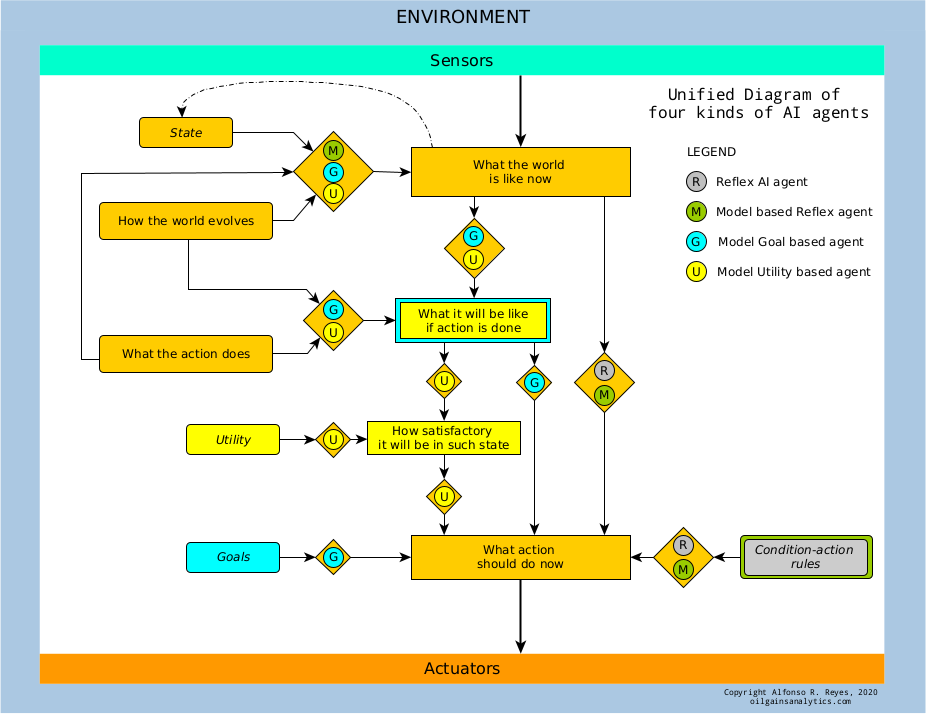 ENVIRONMENT
Sensors
Unified Diagram of
four kinds of AI agents
State
M
G
U
What the world
is like now
LEGEND
R Reflex AI agent
M Model based Reflex agent
G Model Goal based agent
U Model Utility based agent
How the world evolves
G
U
G
U
What it will be like
if action is done
What the action does
U
G
R
M
Utility
U
How satisfactory
it will be in such state
U
Goals
G
What action
should do now
R
M
Condition-action
rules
Actuators
Copyright Alfonso R. Reyes, 2020
oilgainsanalytics.com